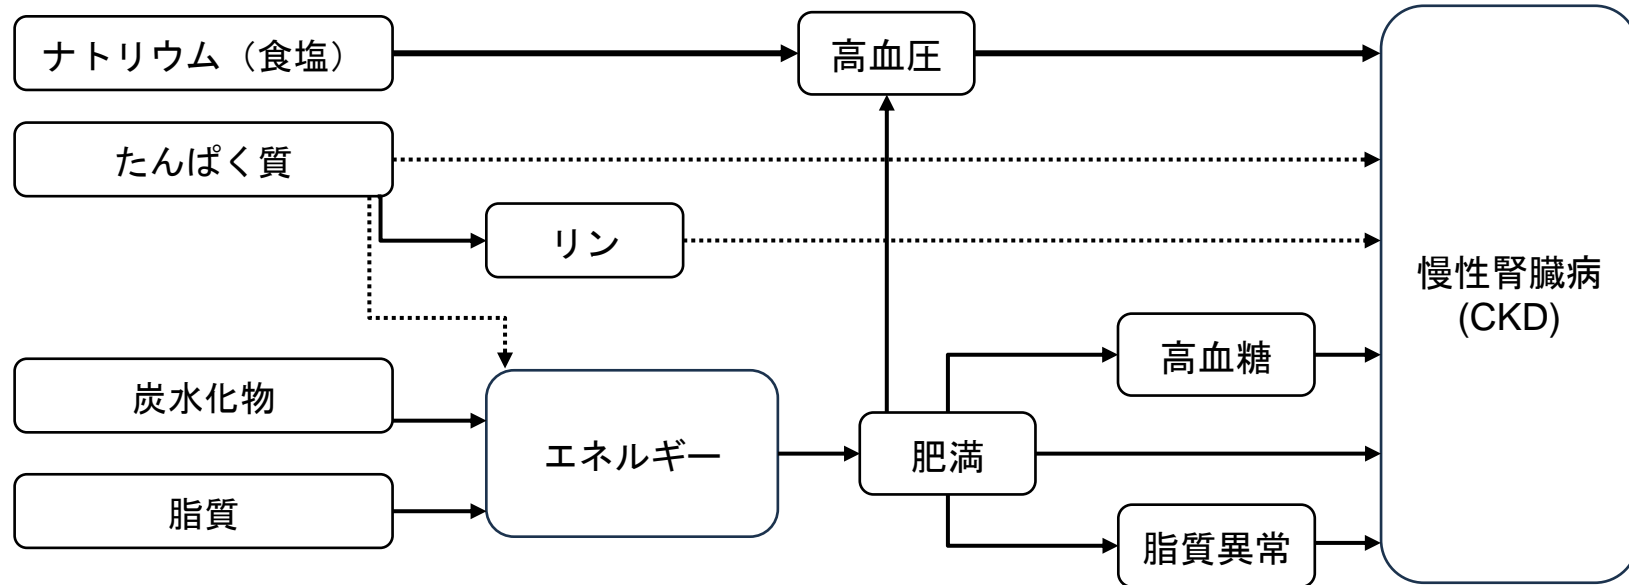 ナトリウム（食塩）
高血圧
たんぱく質
リン
慢性腎臓病
(CKD)
高血糖
炭水化物
エネルギー
肥満
脂質
脂質異常